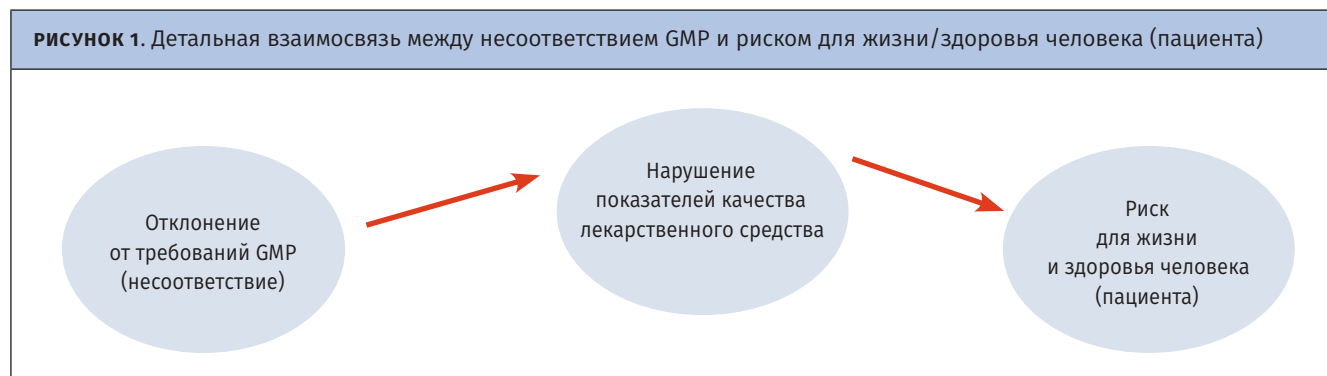 РИСУНОК 1. Детальная взаимосвязь между несоответствием GMP и риском для жизни/здоровья человека (пациента)
Отклонение
от требований GMP
(несоответствие)
Нарушение
показателей качества
лекарственного средства
Риск
для жизни
и здоровья человека
(пациента)